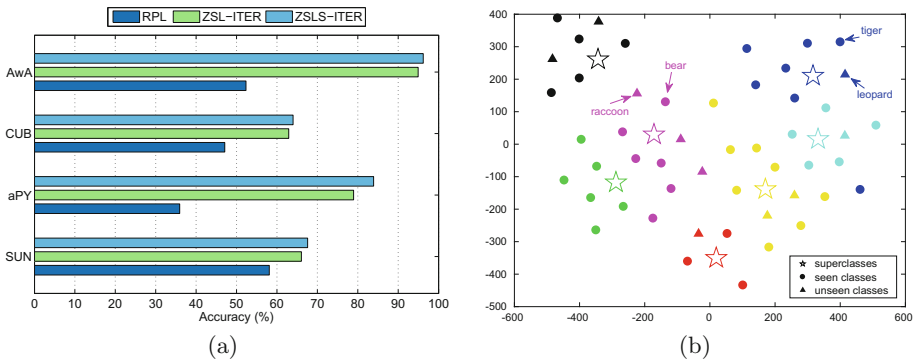 RPL ZSL-ITER ZSLS-ITER
AwA
CUB
aPY
SUN
0 10 20 30 40 50 60 70 80 90 100
Accuracy (%)
(a)
400
300
200
100
0
-100
-200
-300
-400
-500
-600 -400 -200 0 200 400 600
tiger
bear
raccoon
leopard
superclasses
seen classes
unseen classes
(b)